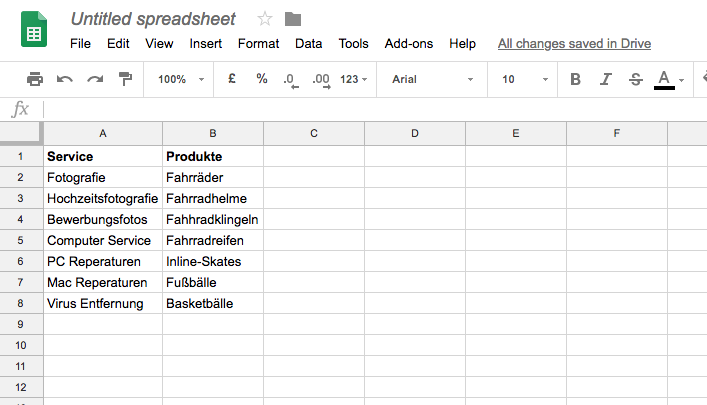 Untitled spreadsheet
File Edit View Insert Format Data Tools Add-ons Help All changes saved in Drive
100% £ % .0 .00 123 Arial 10 B I S A
fx
A B C D E F
1 Service Produkte
2 Fotografie Fahrräder
3 Hochzeitsfotografie Fahrradhelme
4 Bewerbungsfotos Fahhradklingeln
5 Computer Service Fahrradreifen
6 PC Reperaturen Inline-Skates
7 Mac Reperaturen Fußbälle
8 Virus Entfernung Basketbälle
9
10
11
12